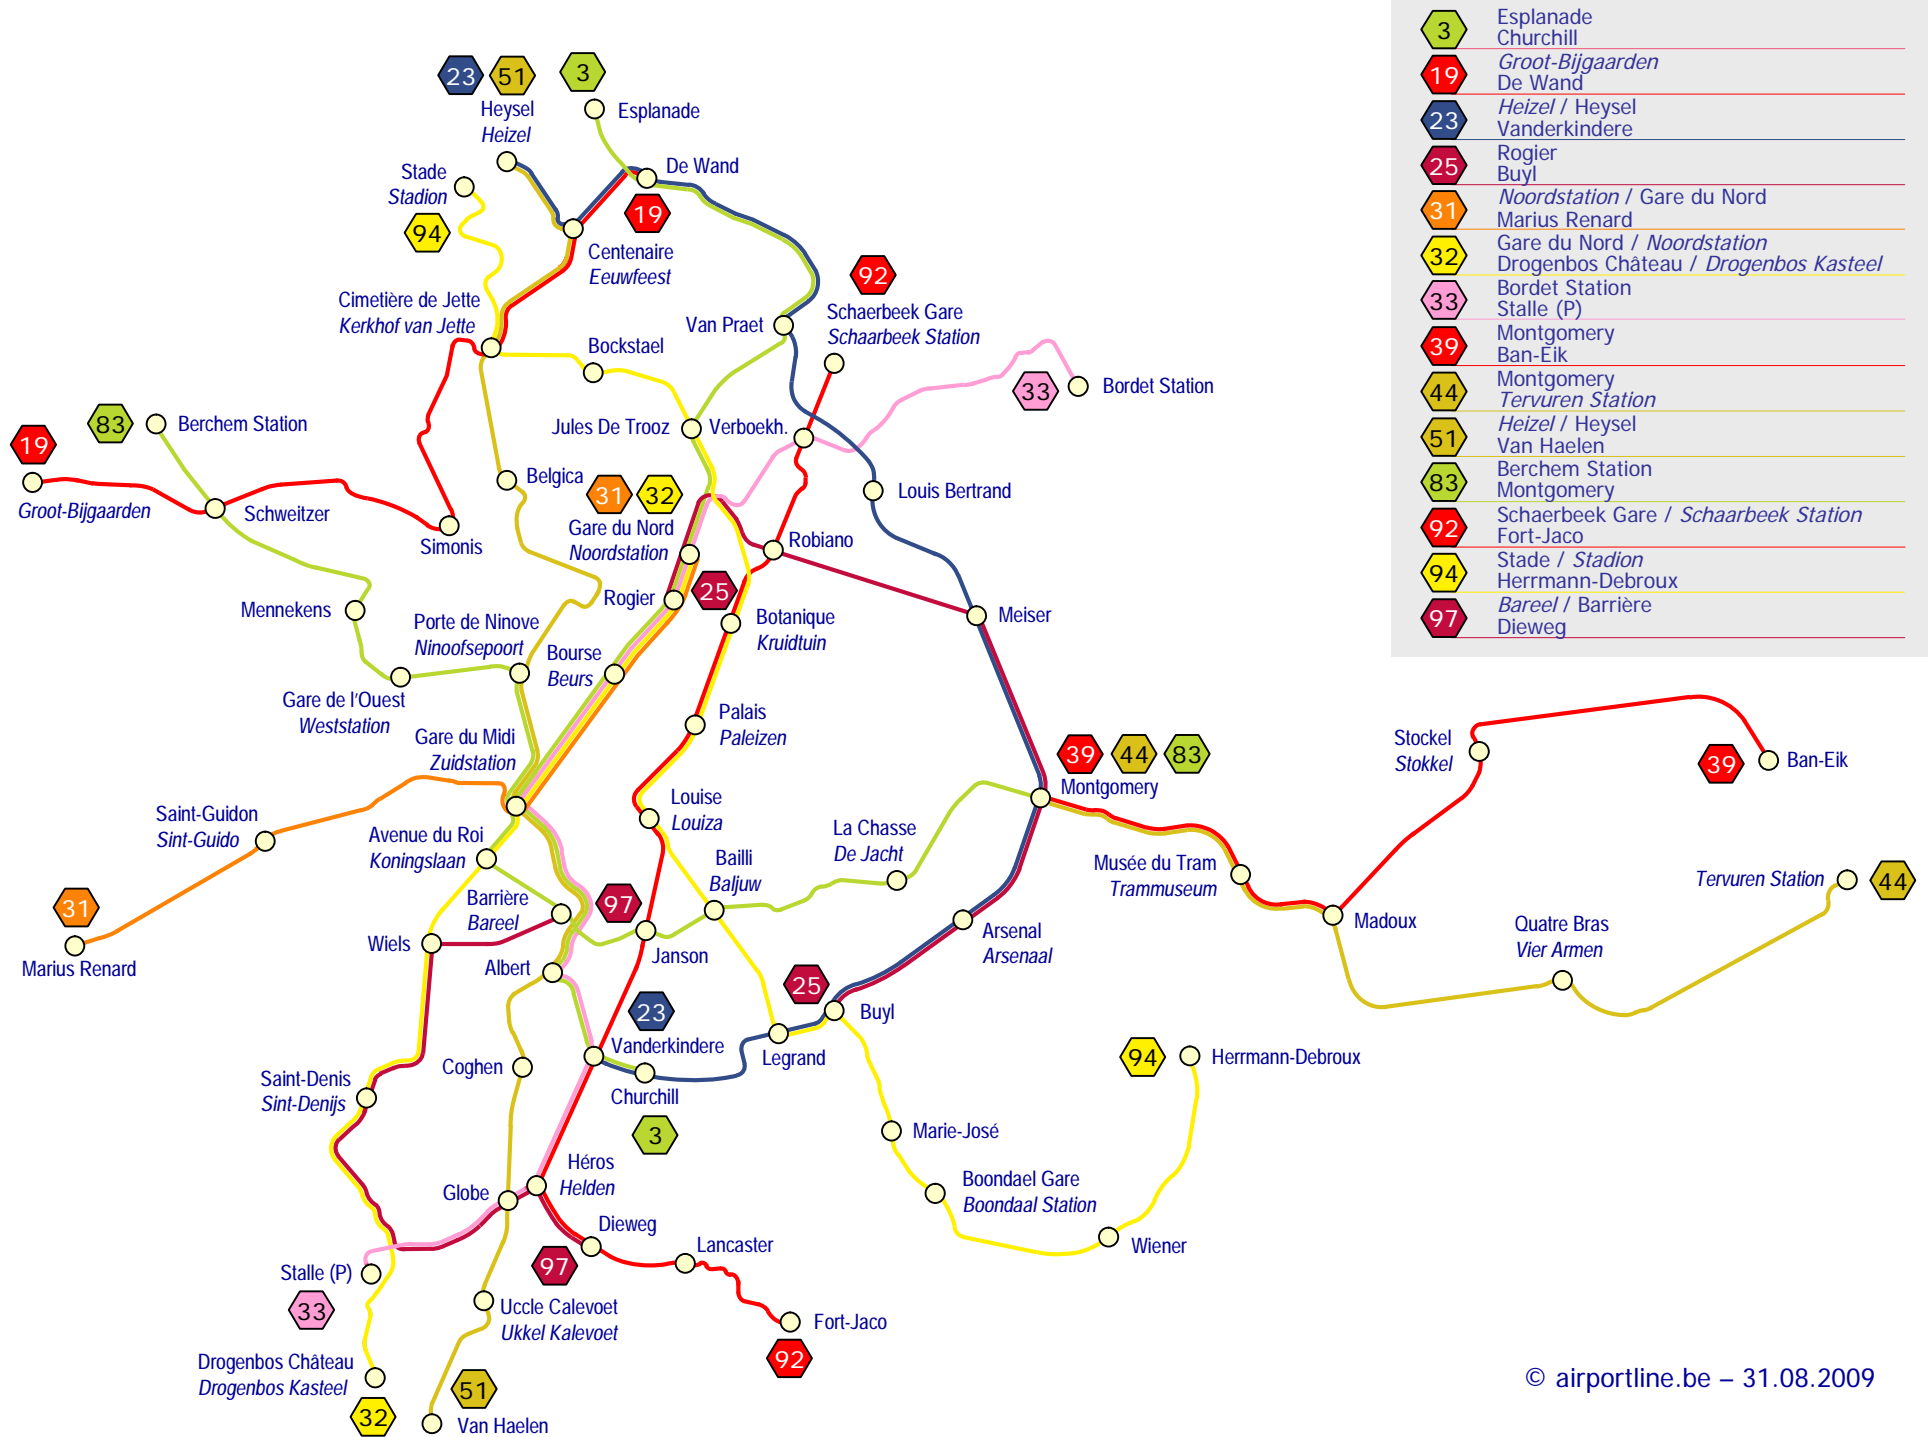 3
Esplanade
Churchill
19
Groot-Bijgaarden
De Wand
23
Heizel / Heysel
Vanderkindere
25
Rogier
Buyl
31
Noordstation / Gare du Nord
Marius Renard
32
Gare du Nord / Noordstation
Drogenbos Château / Drogenbos Kasteel
33
Bordet Station
Stalle (P)
39
Montgomery
Ban-Eik
44
Montgomery
Tervuren Station
51
Heizel / Heysel
Van Haelen
83
Berchem Station
Montgomery
92
Schaerbeek Gare / Schaarbeek Station
Fort-Jaco
94
Stade / Stadion
Herrmann-Debroux
97
Bareel / Barrière
Dieweg
23
51
3
Heysel
Heizel
Esplanade
De Wand
Stade
Stadion
19
94
Centenaire
Eeuwfeest
92
Cimetière de Jette
Kerkhof van Jette
Van Praet
Schaerbeek Gare
Schaarbeek Station
Bockstael
33
Bordet Station
83
Berchem Station
19
Jules De Trooz
Verboekh.
Groot-Bijgaarden
Schweitzer
Simonis
Belgica
31
32
Louis Bertrand
Gare du Nord
Noordstation
Robiano
Rogier
25
Mennekens
Porte de Ninove
Ninoofsepoort
Botanique
Kruidtuin
Meiser
Bourse
Beurs
Gare de l'Ouest
Weststation
Palais
Paleizen
Gare du Midi
Zuidstation
39
44
83
Montgomery
Stockel
Stokkel
39
Ban-Eik
Saint-Guidon
Sint-Guido
Louise
Louiza
Avenue du Roi
Koningslaan
La Chasse
De Jacht
Bailli
Baljuw
Musée du Tram
Trammuseum
Tervuren Station
44
31
Marius Renard
Barrière
Bareel
97
Wiels
Albert
Janson
Arsenal
Arsenaal
Madoux
Quatre Bras
Vier Armen
25
23
Buyl
Vanderkindere
Legrand
Coghen
Churchill
3
94
Herrmann-Debroux
Saint-Denis
Sint-Denijs
Marie-José
Héros
Helden
Globe
Boondael Gare
Boondaal Station
Dieweg
97
Lancaster
Wiener
Stalle (P)
33
Uccle Calevoet
Ukkel Kalevoet
Fort-Jaco
92
Drogenbos Château
Drogenbos Kasteel
32
51
Van Haelen
© airportline.be – 31.08.2009